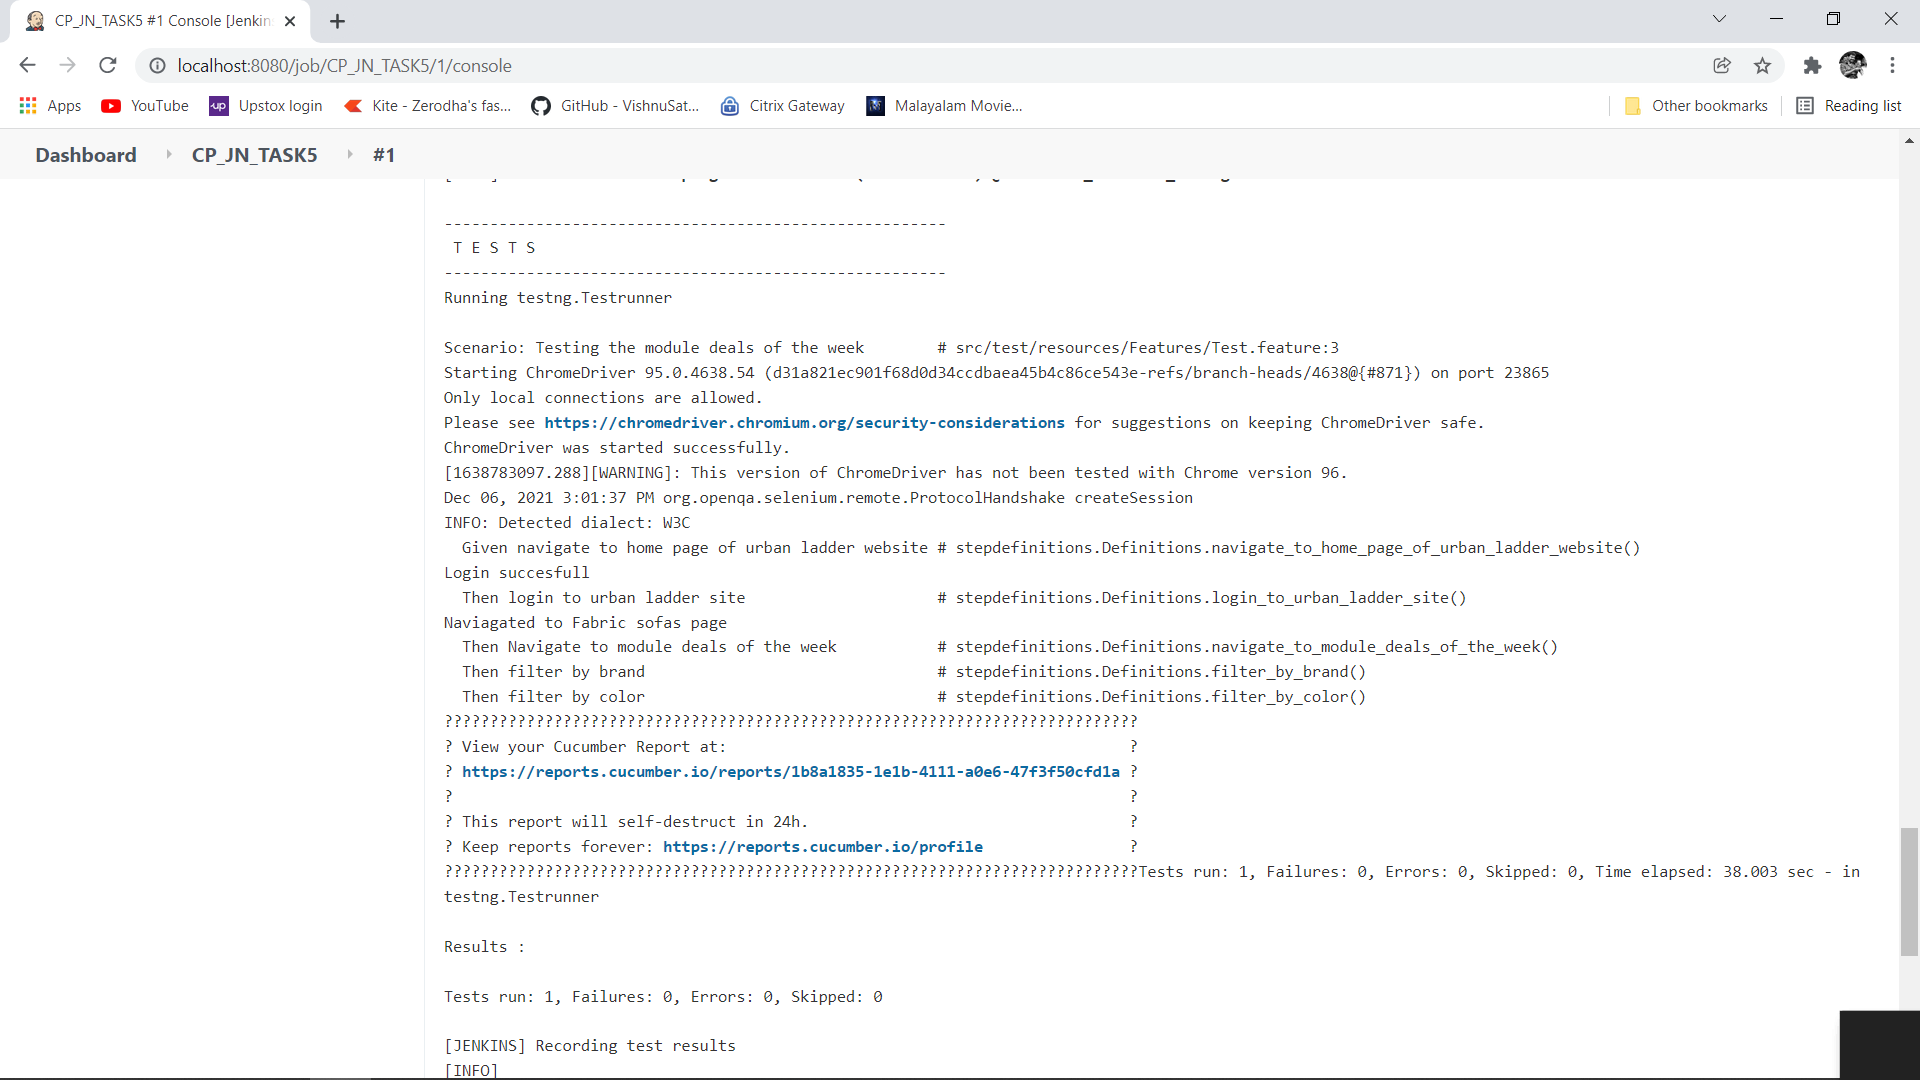 CP_JN_TASK5 #1 Console [Jenkin
localhost:8080/job/CP_JN_TASK5/1/console
Apps YouTube up Upstox login Kite - Zerodha's fas... GitHub - VishnuSat... Citrix Gateway Malayalam Movie... Other bookmarks Reading list
Dashboard CP_JN_TASK5 #1
-------------------------------------------------------
T E S T S
-------------------------------------------------------
Running testng.Testrunner
Scenario: Testing the module deals of the week # src/test/resources/Features/Test.feature:3
Starting ChromeDriver 95.0.4638.54 (d31a821ec901f68d0d34ccdbaea45b4c86ce543e-refs/branch-heads/4638@{#871}) on port 23865
Only local connections are allowed.
Please see https://chromedriver.chromium.org/security-considerations for suggestions on keeping ChromeDriver safe.
ChromeDriver was started successfully.
[1638783097.288][WARNING]: This version of ChromeDriver has not been tested with Chrome version 96.
Dec 06, 2021 3:01:37 PM org.openqa.selenium.remote.ProtocolHandshake createSession
INFO: Detected dialect: W3C
Given navigate to home page of urban ladder website # stepdefinitions.Definitions.navigate_to_home_page_of_urban_ladder_website()
Login succesfull
Then login to urban ladder site # stepdefinitions.Definitions.login_to_urban_ladder_site()
Naviagated to Fabric sofas page
Then Navigate to module deals of the week # stepdefinitions.Definitions.navigate_to_module_deals_of_the_week()
Then filter by brand # stepdefinitions.Definitions.filter_by_brand()
Then filter by color # stepdefinitions.Definitions.filter_by_color()
????????????????????????????????????????????????????????????????????????????
? View your Cucumber Report at: ?
? https://reports.cucumber.io/reports/1b8a1835-1e1b-4111-a0e6-47f3f50cfd1a ?
? ?
? This report will self-destruct in 24h. ?
? Keep reports forever: https://reports.cucumber.io/profile ?
????????????????????????????????????????????????????????????????????????????Tests run: 1, Failures: 0, Errors: 0, Skipped: 0, Time elapsed: 38.003 sec - in
testng.Testrunner
Results :
Tests run: 1, Failures: 0, Errors: 0, Skipped: 0
[JENKINS] Recording test results
[INFO]